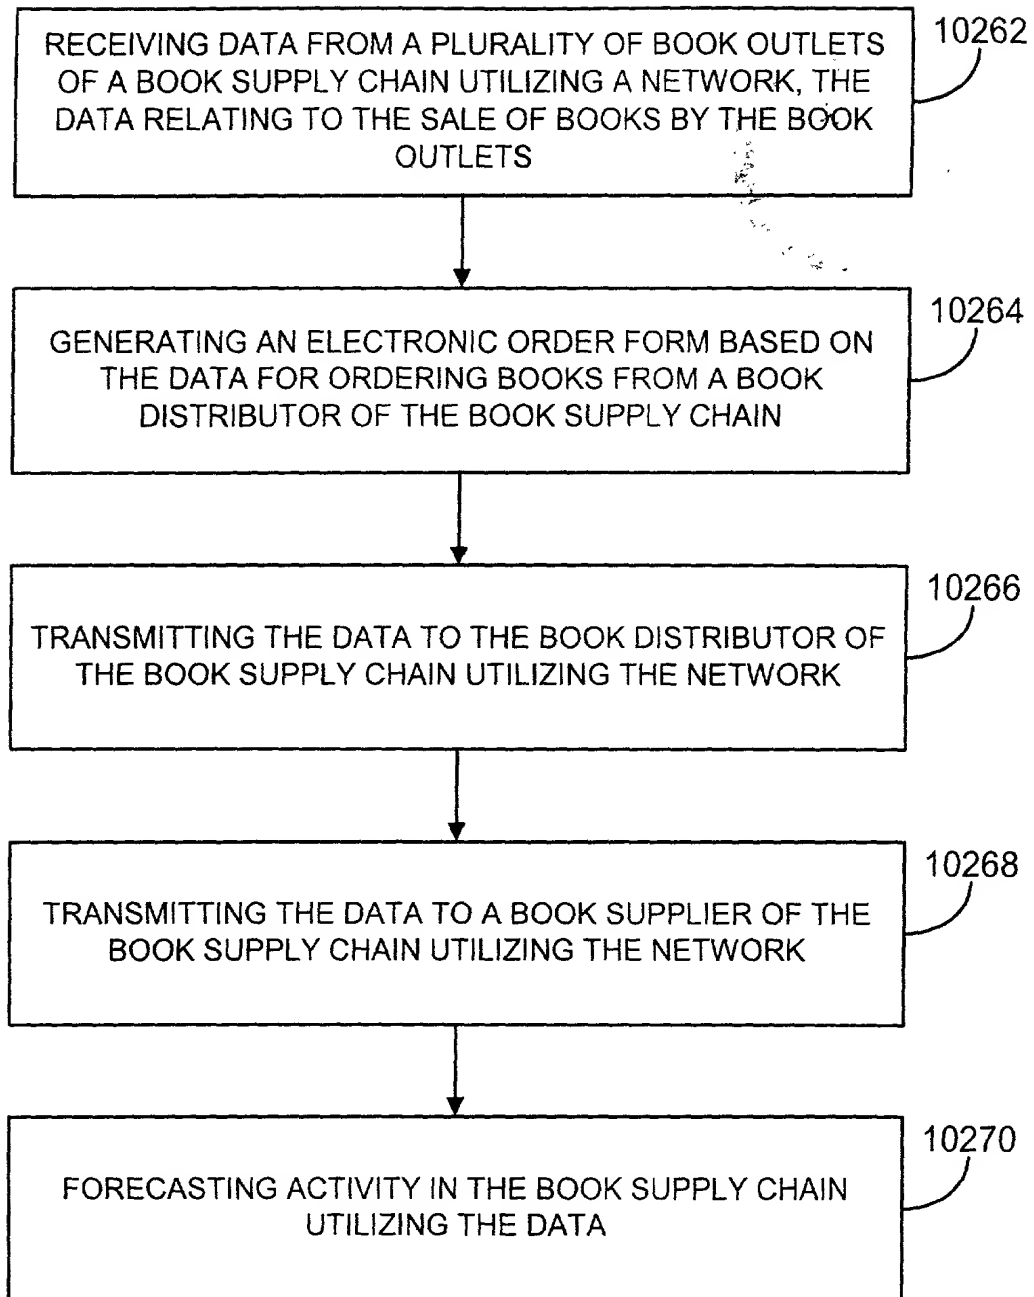 RECEIVING DATA FROM A PLURALITY OF BOOK OUTLETS
OF A BOOK SUPPLY CHAIN UTILIZING A NETWORK, THE
DATA RELATING TO THE SALE OF BOOKS BY THE BOOK
OUTLETS
10262
GENERATING AN ELECTRONIC ORDER FORM BASED ON
THE DATA FOR ORDERING BOOKS FROM A BOOK
DISTRIBUTOR OF THE BOOK SUPPLY CHAIN
10264
TRANSMITTING THE DATA TO THE BOOK DISTRIBUTOR OF
THE BOOK SUPPLY CHAIN UTILIZING THE NETWORK
10266
TRANSMITTING THE DATA TO A BOOK SUPPLIER OF THE
BOOK SUPPLY CHAIN UTILIZING THE NETWORK
10268
FORECASTING ACTIVITY IN THE BOOK SUPPLY CHAIN
UTILIZING THE DATA
10270